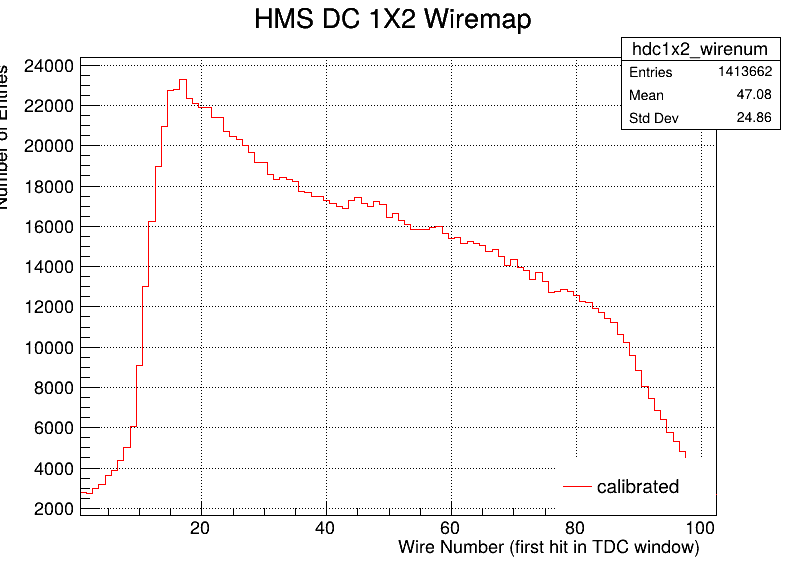 HMS DC 1X2 Wiremap
hdc1x2_wirenum
Entries 1413662
Mean 47.08
Std Dev 24.86
Number of Entries
24000
22000
20000
18000
16000
14000
12000
10000
8000
6000
4000
2000
calibrated
20 40 60 80 100
Wire Number (first hit in TDC window)